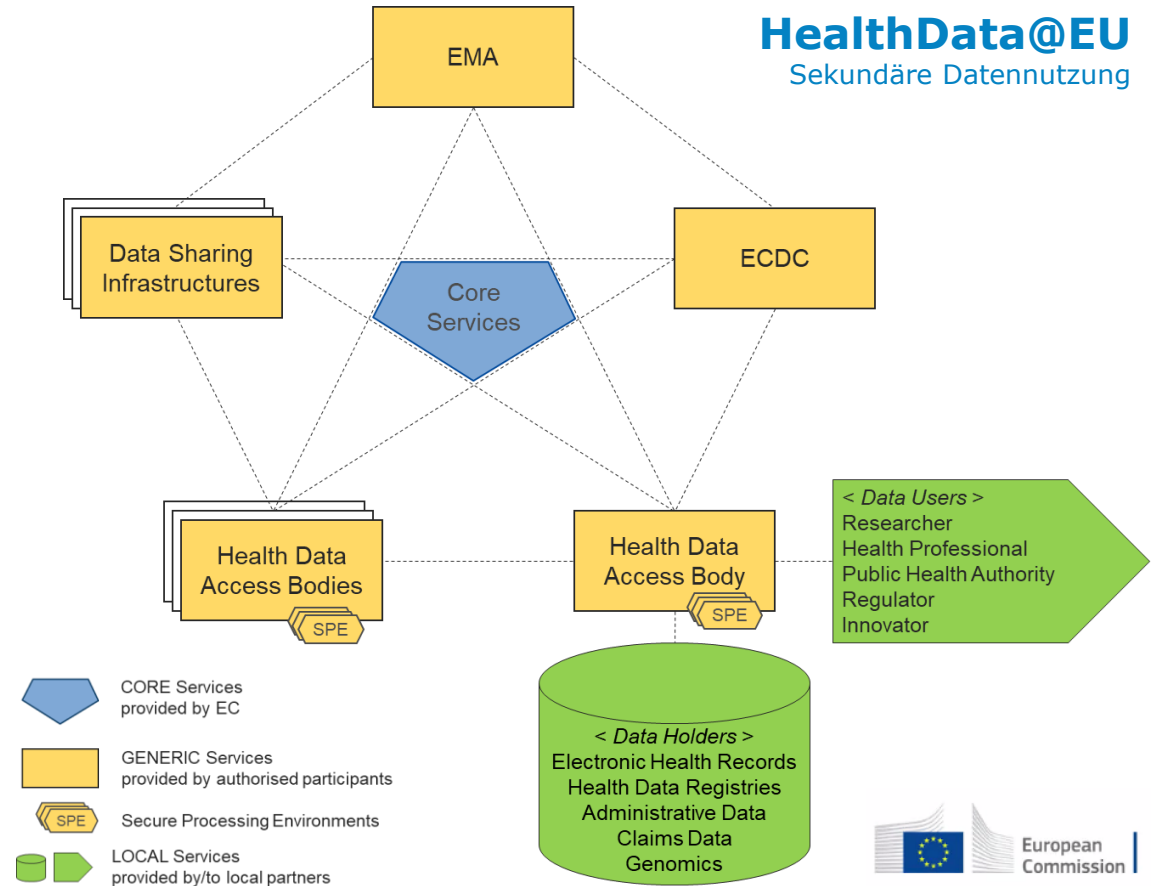 HealthData@EU
Sekundäre Datennutzung
EMA
Data Sharing
Infrastructures
ECDC
Core
Services
Health Data
Access Bodies
SPE
Health Data
Access Body
SPE
< Data Users >
Researcher
Health Professional
Public Health Authority
Regulator
Innovator
< Data Holders >
Electronic Health Records
Health Data Registries
Administrative Data
Claims Data
Genomics
CORE Services
provided by EC
GENERIC Services
provided by authorised participants
SPE
Secure Processing Environments
LOCAL Services
provided by/to local partners
European
Commission